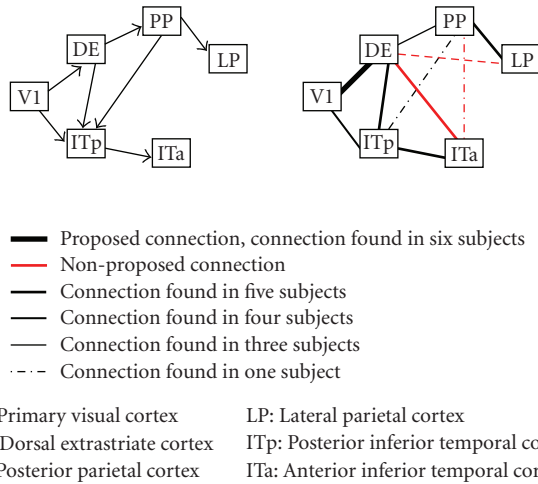 PP
DE
LP
V1
ITp
ITa
PP
DE
LP
V1
ITp
ITa
Proposed connection, connection found in six subjects
Non-proposed connection
Connection found in five subjects
Connection found in four subjects
Connection found in three subjects
Connection found in one subject
Primary visual cortex LP: Lateral parietal cortex
Dorsal extrastriate cortex ITp: Posterior inferior temporal co
Posterior parietal cortex ITa: Anterior inferior temporal cor